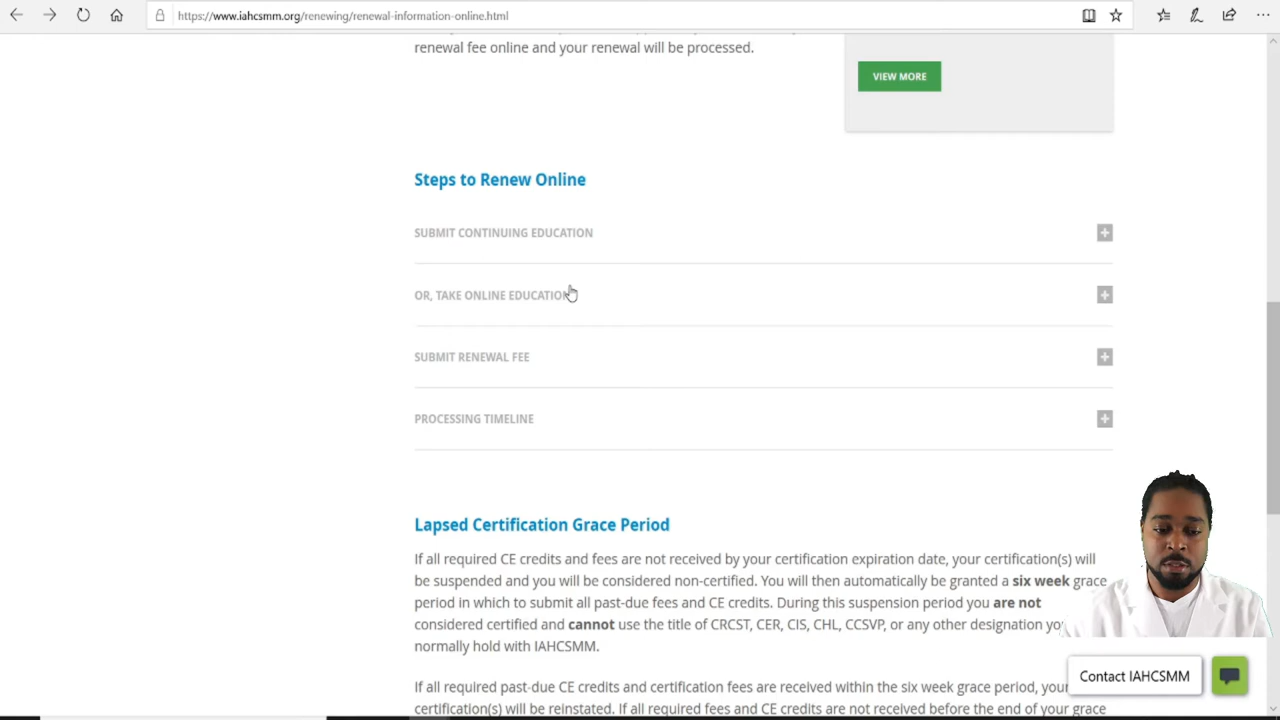 https://www.iahcsmm.org/renewing/renewal-information-online.html
renewal fee online and your renewal will be processed.
VIEW MORE
Steps to Renew Online
SUBMIT CONTINUING EDUCATION
OR, TAKE ONLINE EDUCATION
SUBMIT RENEWAL FEE
PROCESSING TIMELINE
Lapsed Certification Grace Period
If all required CE credits and fees are not received by your certification expiration date, your certification(s) will
be suspended and you will be considered non-certified. You will then automatically be granted a six week grace
period in which to submit all past-due fees and CE credits. During this suspension period you are not
considered certified and cannot use the title of CRCST, CER, CIS, CHL, CCSVP, or any other designation
normally hold with IAHCSMM.
Contact IAHCSMM
If all required past-due CE credits and certification fees are received within the six week grace period,
certification(s) will be reinstated. If all required fees and CE credits are not received before the end of your grace